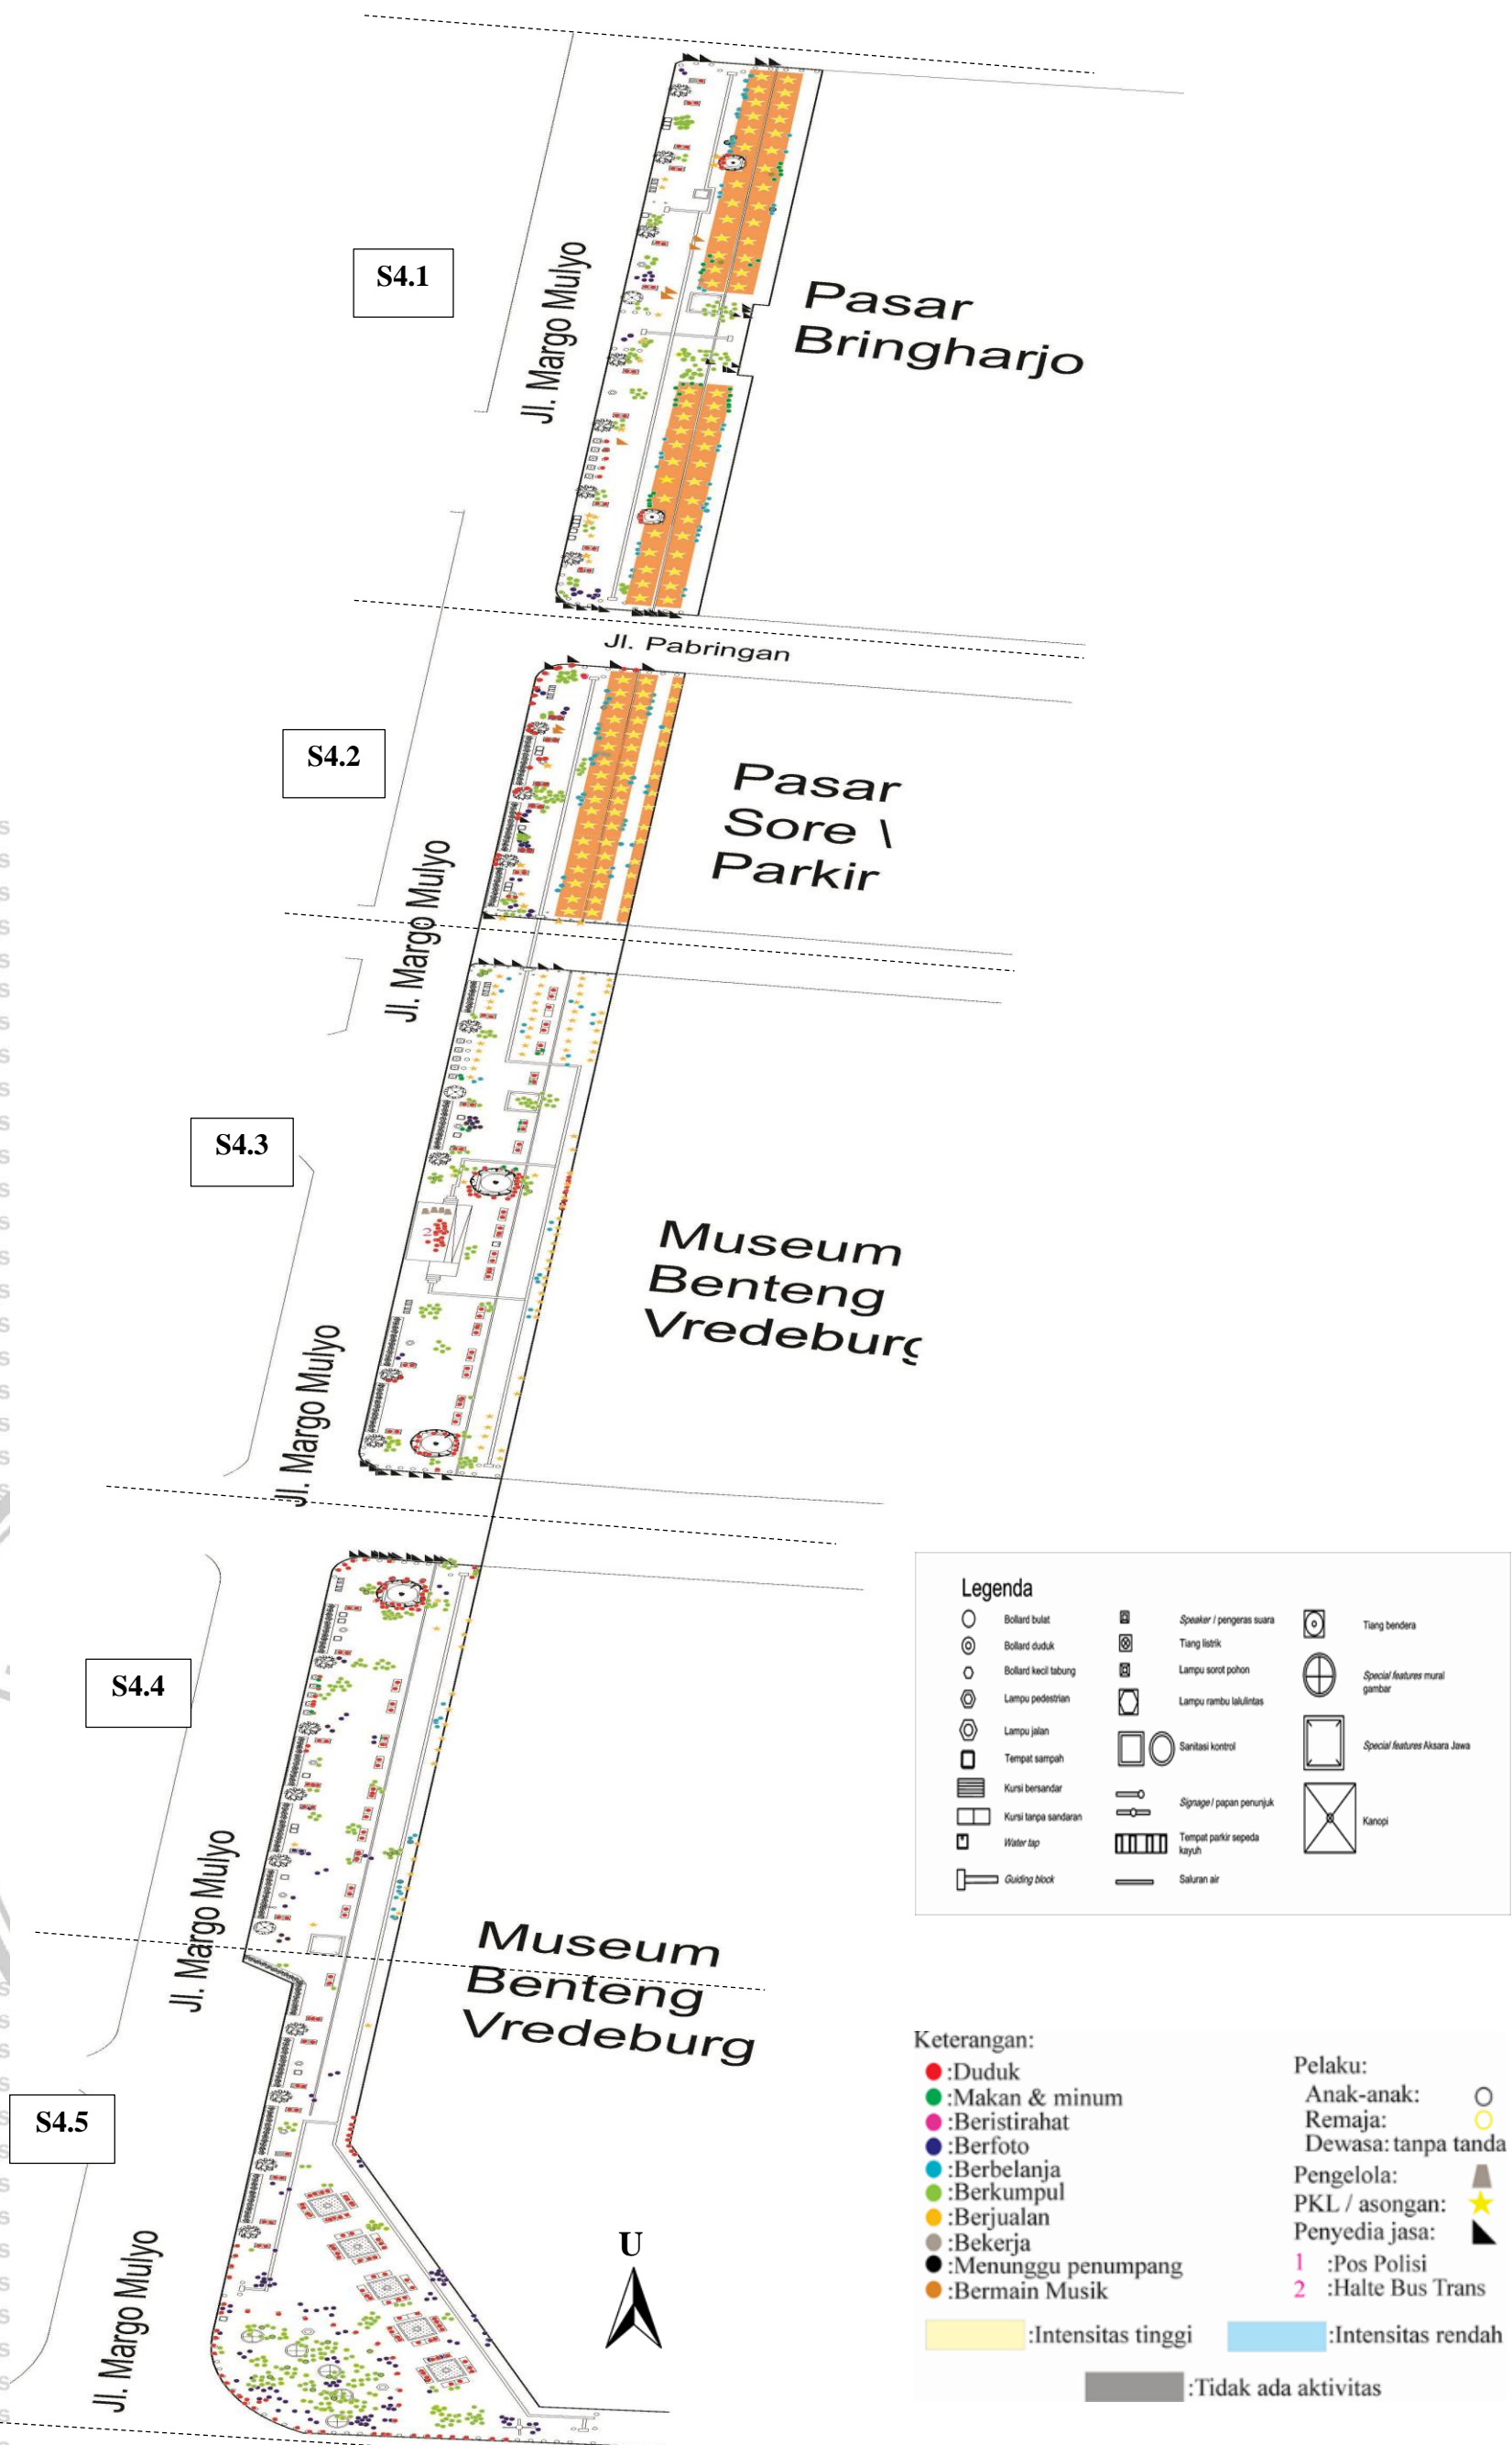 S4.1
Jl. Margo Mulyo
Pasar
Bringharjo
Jl. Pabringan
S4.2
Jl. Margo Mulyo
Pasar
Sore \
Parkir
S4.3
2
Jl. Margo Mulyo
Museum
Benteng
Vredeburg
S4.4
Jl. Margo Mulyo
Museum
Benteng
Vredeburg
S4.5
Jl. Margo Mulyo
U
Legenda
Bollard bulat
Bollard duduk
Bollard kecil tabung
Lampu pedestrian
Lampu jalan
Tempat sampah
Kursi bersandar
Kursi tanpa sandaran
Water tap
Guiding block
Speaker / pengeras suara
Tiang listrik
Lampu sorot pohon
Lampu rambu lalulintas
Sanitasi kontrol
Signage / papan penunjuk
Tempat parkir sepeda
kayuh
Saluran air
Tiang bendera
Special features mural
gambar
Special features Aksara Jawa
Kanopi
Keterangan:
:Duduk
:Makan & minum
:Beristirahat
:Berfoto
:Berbelanja
:Berkumpul
:Berjualan
:Bekerja
:Menunggu penumpang
:Bermain Musik
Pelaku:
Anak-anak:
Remaja:
Dewasa: tanpa tanda
Pengelola:
PKL / asongan:
Penyedia jasa:
1 :Pos Polisi
2 :Halte Bus Trans
:Intensitas tinggi
:Intensitas rendah
:Tidak ada aktivitas